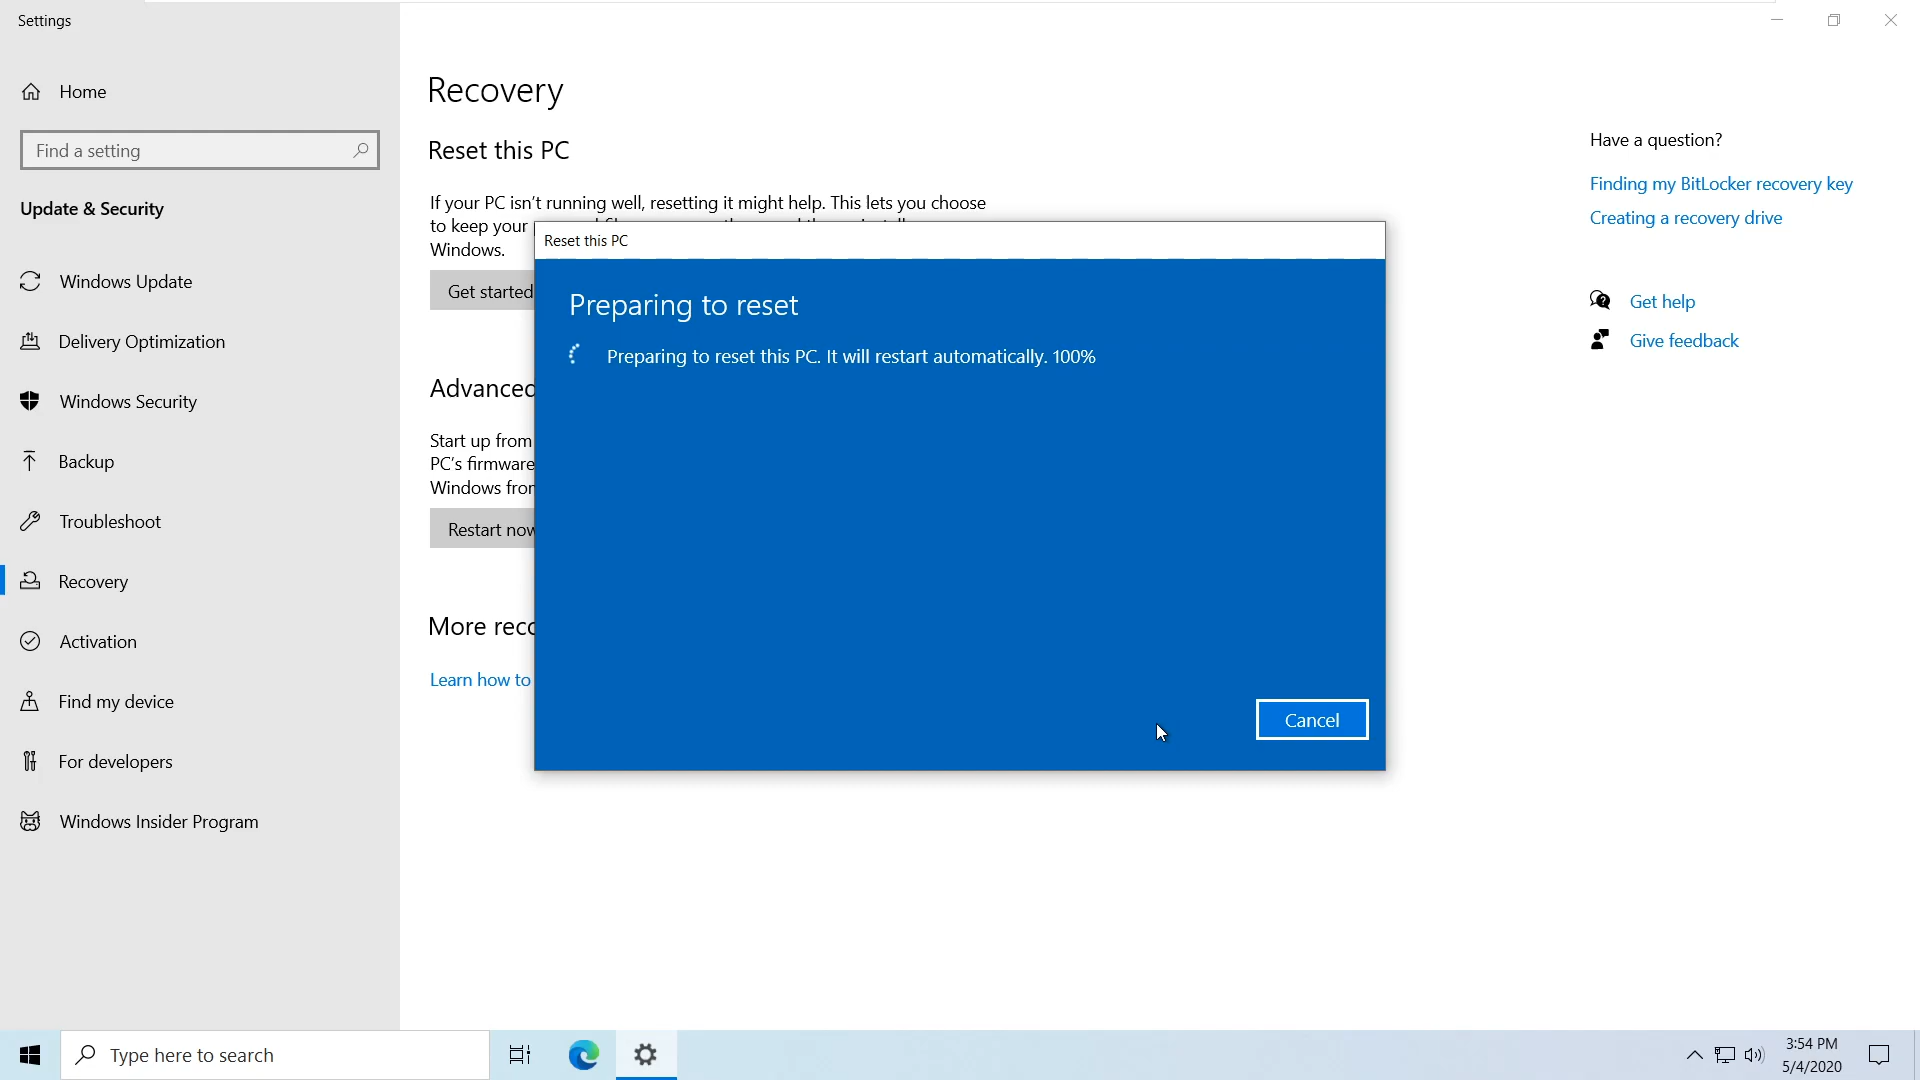 Settings
Home
Find a setting
Update & Security
Windows Update
Delivery Optimization
Windows Security
Backup
Troubleshoot
Recovery
Activation
Find my device
For developers
Windows Insider Program
Recovery
Reset this PC
If your PC isn't running well, resetting it might help. This lets you choose
to keep your
Windows.
Get started
Advanced
Start up from
PC's firmware
Windows from
Restart now
More reco
Learn how to
Reset this PC
Preparing to reset
Preparing to reset this PC. It will restart automatically. 100%
Cancel
Have a question?
Finding my BitLocker recovery key
Creating a recovery drive
Get help
Give feedback
Type here to search
3:54 PM
5/4/2020